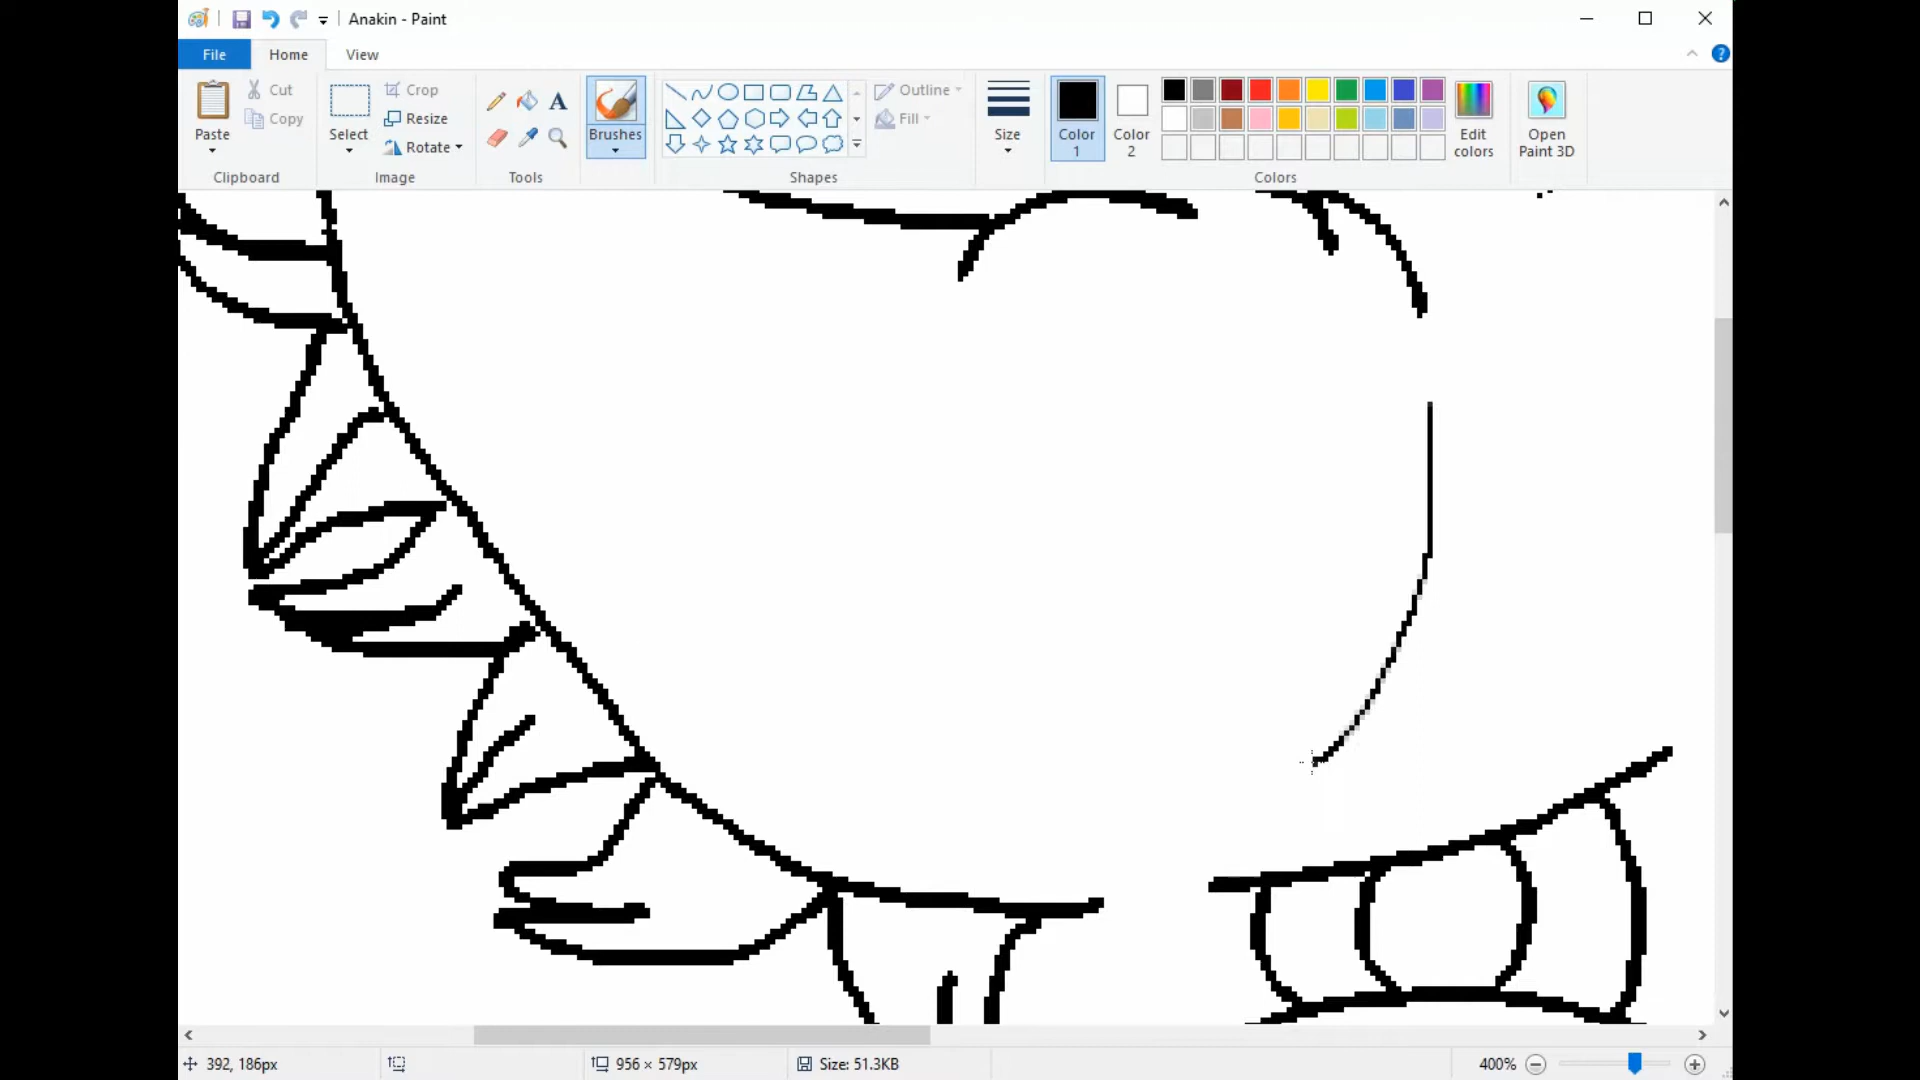 Anakin - Paint
File Home View
Paste
Cut
Copy
Clipboard
Select
Crop
Resize
Rotate
Image
A
Tools
Brushes
Outline
Fill
Shapes
Size
Color 1
Color 2
Edit colors
Colors
Open Paint 3D
392, 186px
956 × 579px
Size: 51.3KB
400%